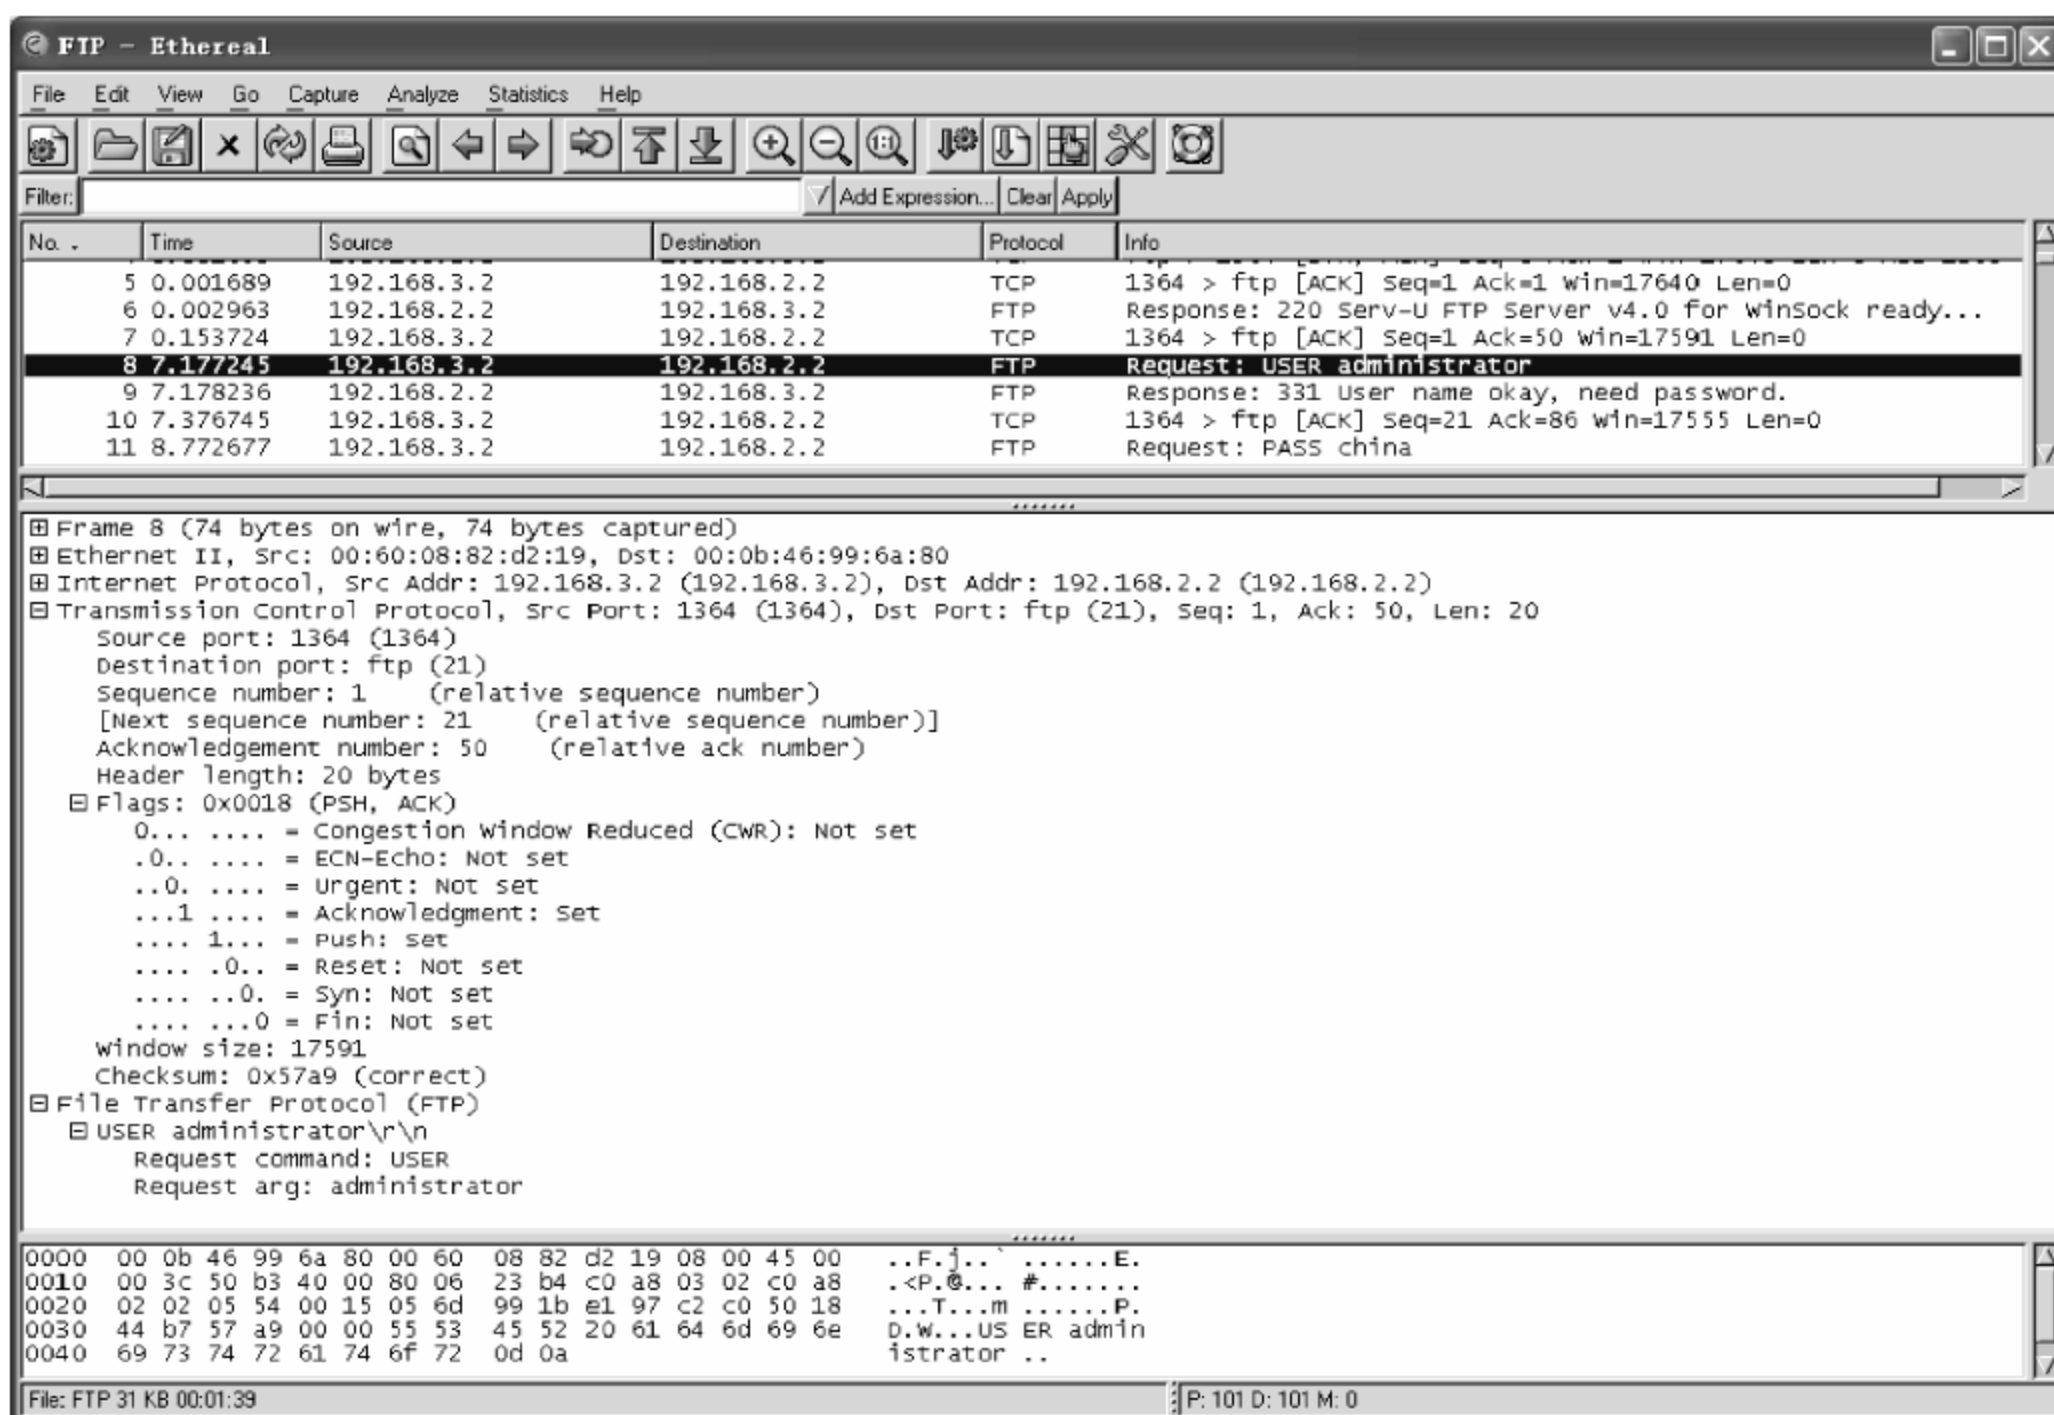 FTP - Ethereal
File Edit View Go Capture Analyze Statistics Help
Filter: Add Expression... Clear Apply
No. Time Source Destination Protocol Info
5 0.001689 192.168.3.2 192.168.2.2 TCP 1364 > ftp [ACK] Seq=1 Ack=1 Win=17640 Len=0
6 0.002963 192.168.2.2 192.168.3.2 FTP Response: 220 Serv-U FTP Server v4.0 for WinSock ready...
7 0.153724 192.168.3.2 192.168.2.2 TCP 1364 > ftp [ACK] Seq=1 Ack=50 Win=17591 Len=0
8 7.177245 192.168.3.2 192.168.2.2 FTP Request: USER administrator
9 7.178236 192.168.2.2 192.168.3.2 FTP Response: 331 User name okay, need password.
10 7.376745 192.168.3.2 192.168.2.2 TCP 1364 > ftp [ACK] Seq=21 Ack=86 Win=17555 Len=0
11 8.772677 192.168.3.2 192.168.2.2 FTP Request: PASS china
Frame 8 (74 bytes on wire, 74 bytes captured)
Ethernet II, Src: 00:60:08:82:d2:19, Dst: 00:0b:46:99:6a:80
Internet Protocol, Src Addr: 192.168.3.2 (192.168.3.2), Dst Addr: 192.168.2.2 (192.168.2.2)
Transmission Control Protocol, Src Port: 1364 (1364), Dst Port: ftp (21), Seq: 1, Ack: 50, Len: 20
Source port: 1364 (1364)
Destination port: ftp (21)
Sequence number: 1 (relative sequence number)
[Next sequence number: 21 (relative sequence number)]
Acknowledgement number: 50 (relative ack number)
Header length: 20 bytes
Flags: 0x0018 (PSH, ACK)
0... .... = Congestion Window Reduced (CWR): Not set
.0.. .... = ECN-Echo: Not set
..0. .... = Urgent: Not set
...1 .... = Acknowledgment: Set
.... 1... = Push: Set
.... .0.. = Reset: Not set
.... ..0. = Syn: Not set
.... ...0 = Fin: Not set
Window size: 17591
Checksum: 0x57a9 (correct)
File Transfer Protocol (FTP)
USER administrator\r\n
Request command: USER
Request arg: administrator
0000 00 0b 46 99 6a 80 00 60 08 82 d2 19 08 00 45 00 ..F.j..` ......E.
0010 00 3c 50 b3 40 00 80 06 23 b4 c0 a8 03 02 c0 a8 .<P.@... #.......
0020 02 02 05 54 00 15 05 6d 99 1b e1 97 c2 c0 50 18 ...T...m ......P.
0030 44 b7 57 a9 00 00 55 53 45 52 20 61 64 6d 69 6e D.W...US ER admin
0040 69 73 74 72 61 74 6f 72 0d 0a istrator ..
File: FTP 31 KB 00:01:39 P: 101 D: 101 M: 0